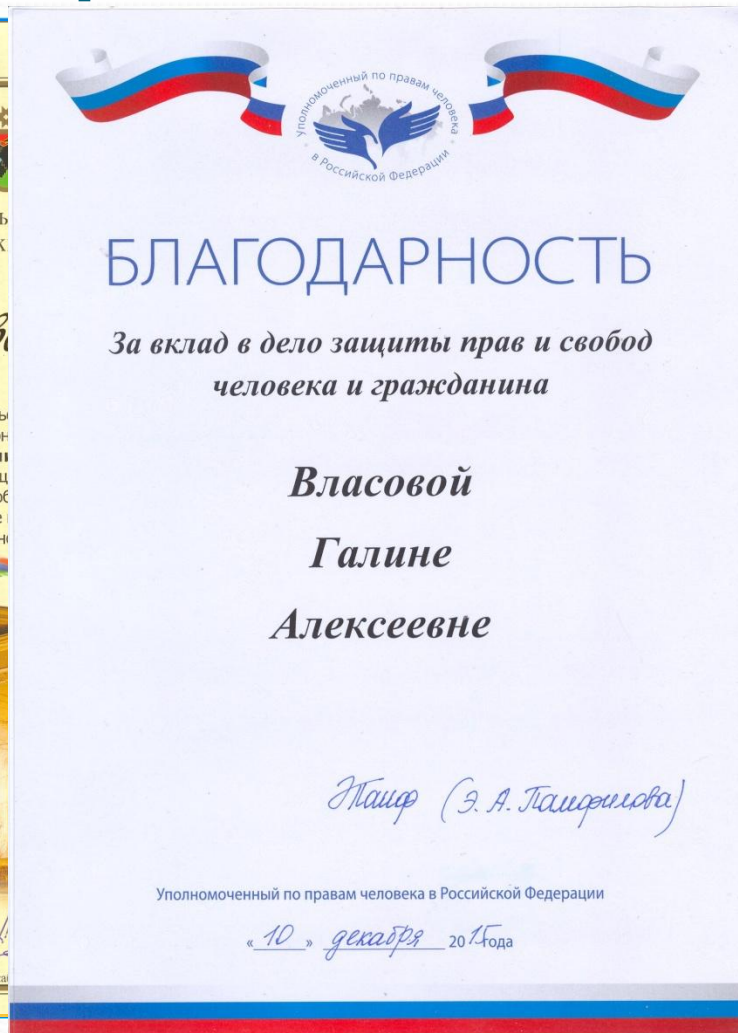 Уполномоченный по правам человека
в Российской Федерации
БЛАГОДАРНОСТЬ
За вклад в дело защиты прав и свобод
человека и гражданина
Власовой
Галине
Алексеевне
(Э. А. Памфилова)
Уполномоченный по правам человека в Российской Федерации
«10» декабря 2015 года